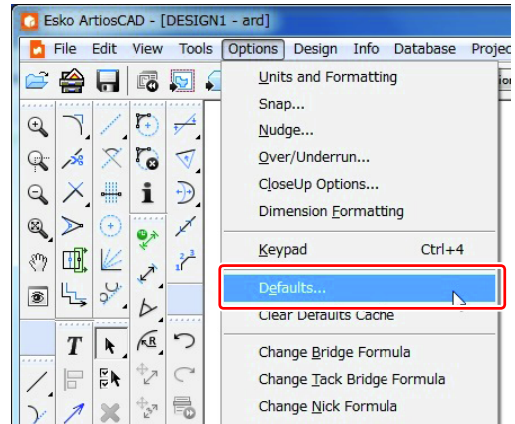 Esko ArtiosCAD - [DESIGN1 - ard]
File Edit View Tools Options Design Info Database Projec
Units and Formatting
Snap...
Nudge...
Over/Underrun...
CloseUp Options...
Dimension Formatting
Keypad Ctrl+4
Defaults...
Clear Defaults Cache
Change Bridge Formula
Change Tack Bridge Formula
Change Nick Formula